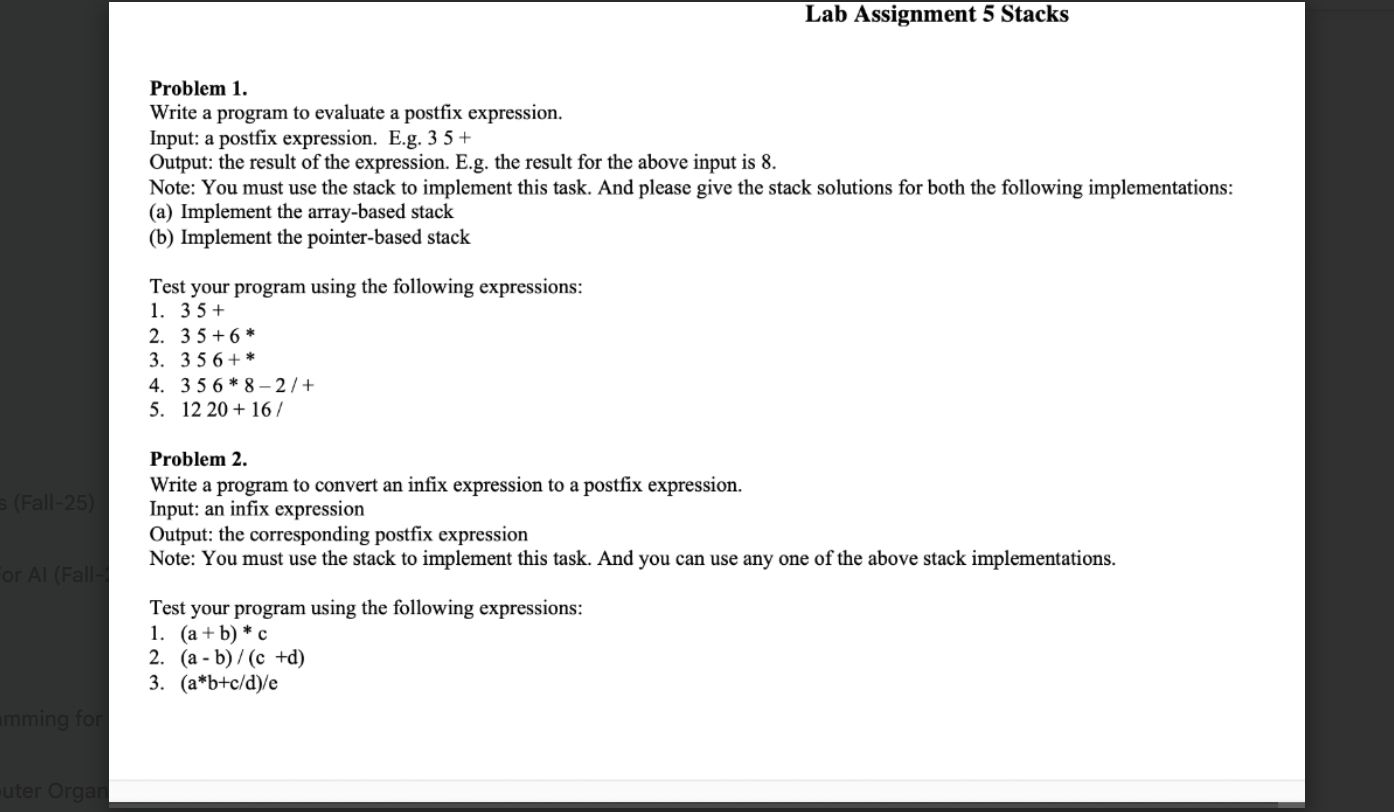 Lab Assignment 5 Stacks
Problem 1.
Write a program to evaluate a postfix expression.
Input: a postfix expression.  E.g. 3 5 +
Output: the result of the expression. E.g. the result for the above input is 8.
Note: You must use the stack to implement this task. And please give the stack solutions for both the following implementations:
(a) Implement the array-based stack
(b) Implement the pointer-based stack
Test your program using the following expressions:
1. 3 5 +
2. 3 5 + 6 *
3. 3 5 6 + *
4. 3 5 6 * 8 – 2 / +
5. 12 20 + 16 /
Problem 2.
Write a program to convert an infix expression to a postfix expression.
Input: an infix expression
s (Fall-25)
Output: the corresponding postfix expression
Note: You must use the stack to implement this task. And you can use any one of the above stack implementations.
or AI (Fall-
Test your program using the following expressions:
1. (a + b) * c
2. (a - b) / (c  +d)
3. (a*b+c/d)/e
mming for
uter Organ